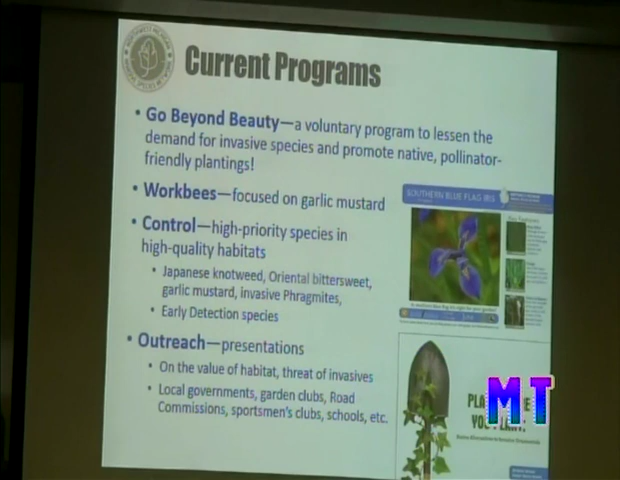 Current Programs
• Go Beyond Beauty—a voluntary program to lessen the
demand for invasive species and promote native, pollinator-
friendly plantings!
• Workbees—focused on garlic mustard
• Control—high-priority species in
high-quality habitats
• Japanese knotweed, Oriental bittersweet,
garlic mustard, invasive Phragmites,
• Early Detection species
• Outreach—presentations
• On the value of habitat, threat of invasives
• Local governments, garden clubs, Road
Commissions, sportsmen's clubs, schools, etc.
SOUTHERN BLUE FLAG IRIS
Key Features
MT